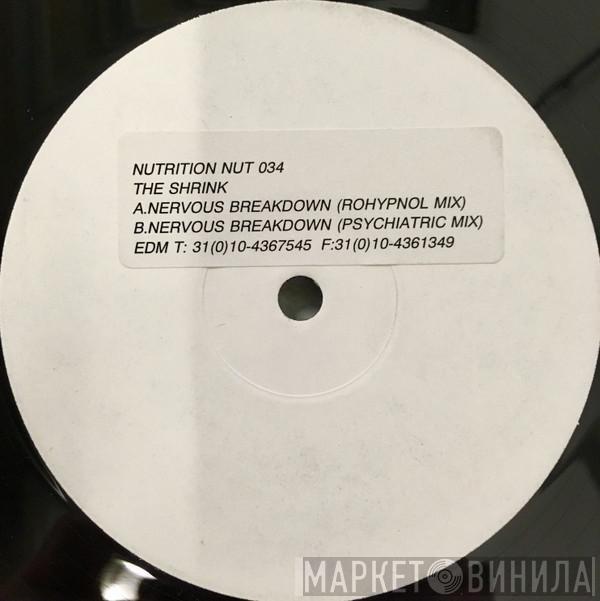 NUTRITION NUT 034
THE SHRINK
A.NERVOUS BREAKDOWN (ROHYPNOL MIX)
B.NERVOUS BREAKDOWN (PSYCHIATRIC MIX)
EDM T: 31(0)10-4367545 F:31(0)10-4361349
МАРКЕТ ВИНИЛА